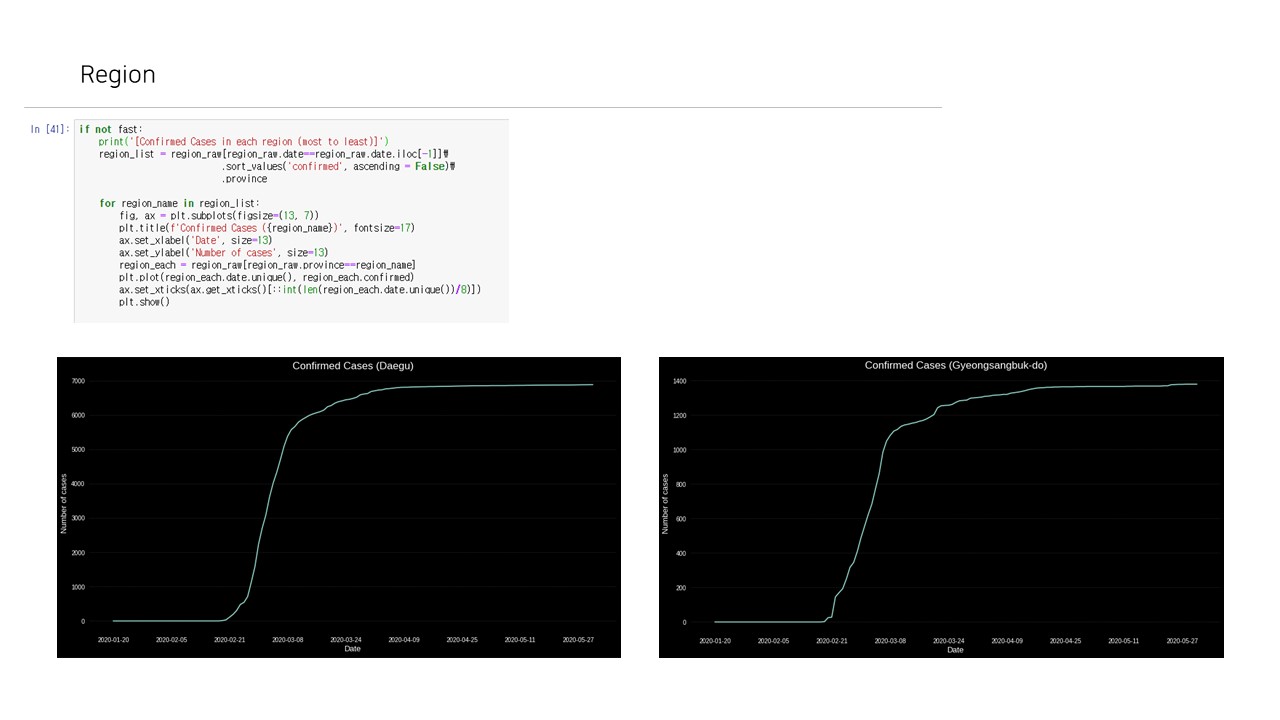 Region
In [41]:
if not fast:
    print('[Confirmed Cases in each region (most to least)]')
    region_list = region_raw[region_raw.date==region_raw.date.iloc[-1]]₩
                            .sort_values('confirmed', ascending = False)₩
                            .province
    for region_name in region_list:
        fig, ax = plt.subplots(figsize=(13, 7))
        plt.title(f'Confirmed Cases ({region_name})', fontsize=17)
        ax.set_xlabel('Date', size=13)
        ax.set_ylabel('Number of cases', size=13)
        region_each = region_raw[region_raw.province==region_name]
        plt.plot(region_each.date.unique(), region_each.confirmed)
        ax.set_xticks(ax.get_xticks()[::int(len(region_each.date.unique())/8)])
        plt.show()
Confirmed Cases (Daegu)
7000
6000
5000
4000
3000
2000
1000
0
Number of cases
2020-01-20 2020-02-05 2020-02-21 2020-03-08 2020-03-24 2020-04-09 2020-04-25 2020-05-11 2020-05-27
Date
Confirmed Cases (Gyeongsangbuk-do)
1400
1200
1000
800
600
400
200
0
Number of cases
2020-01-20 2020-02-05 2020-02-21 2020-03-08 2020-03-24 2020-04-09 2020-04-25 2020-05-11 2020-05-27
Date